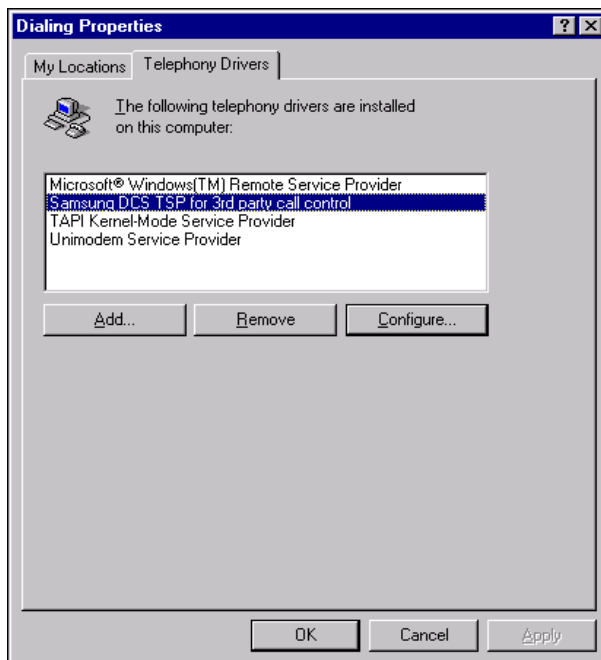 Dialing Properties
My Locations
Telephony Drivers
The following telephony drivers are installed
on this computer:
Microsoft® Windows(TM) Remote Service Provider
Samsung DCS TSP for 3rd party call control
TAPI Kernel-Mode Service Provider
Unimodem Service Provider
Add...
Remove
Configure...
OK
Cancel
Apply